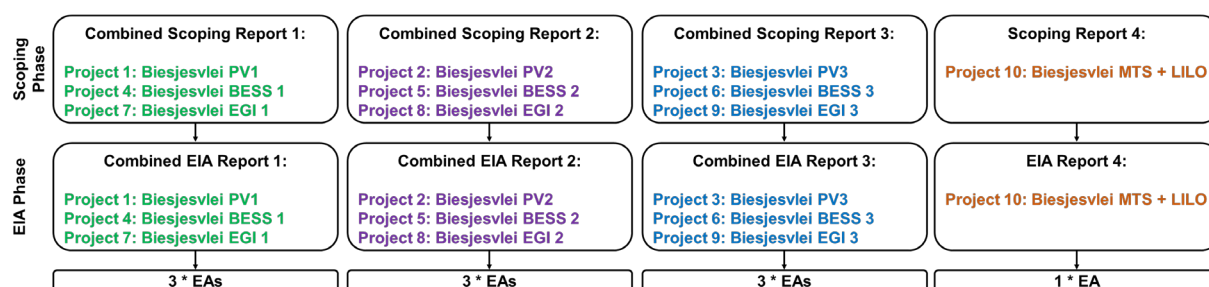 Scoping
Phase
Combined Scoping Report 1:
Project 1: Biesjesvlei PV1
Project 4: Biesjesvlei BESS 1
Project 7: Biesjesvlei EGI 1
Combined Scoping Report 2:
Project 2: Biesjesvlei PV2
Project 5: Biesjesvlei BESS 2
Project 8: Biesjesvlei EGI 2
Combined Scoping Report 3:
Project 3: Biesjesvlei PV3
Project 6: Biesjesvlei BESS 3
Project 9: Biesjesvlei EGI 3
Scoping Report 4:
Project 10: Biesjesvlei MTS + LILO
EIA Phase
Combined EIA Report 1:
Project 1: Biesjesvlei PV1
Project 4: Biesjesvlei BESS 1
Project 7: Biesjesvlei EGI 1
Combined EIA Report 2:
Project 2: Biesjesvlei PV2
Project 5: Biesjesvlei BESS 2
Project 8: Biesjesvlei EGI 2
Combined EIA Report 3:
Project 3: Biesjesvlei PV3
Project 6: Biesjesvlei BESS 3
Project 9: Biesjesvlei EGI 3
EIA Report 4:
Project 10: Biesjesvlei MTS + LILO
3 * EAs
3 * EAs
3 * EAs
1 * EA